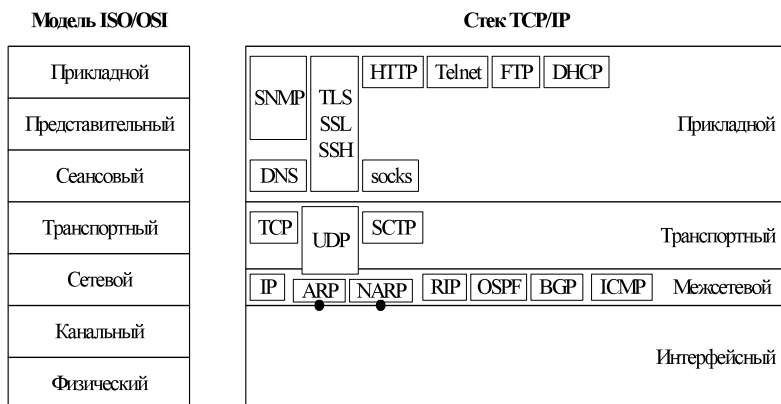 Модель ISO/OSI
Стек TCP/IP
Прикладной
Представительный
Сеансовый
Транспортный
Сетевой
Канальный
Физический
HTTP
Telnet
FTP
DHCP
SNMP
TLS
SSL
SSH
Прикладной
DNS
socks
TCP
UDP
SCTP
Транспортный
IP
ARP
NARP
RIP
OSPF
BGP
ICMP
Межсетевой
Интерфейсный